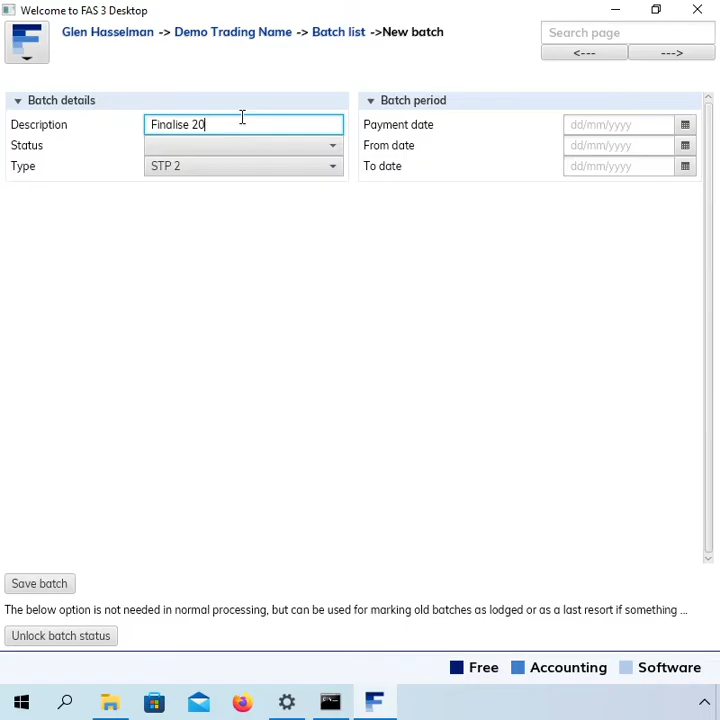 Welcome to FAS 3 Desktop
Glen Hasselman -> Demo Trading Name -> Batch list ->New batch
Search page
<---
--->
Batch details
Description
Finalise 20
Status
Type
STP 2
Batch period
Payment date
dd/mm/yyyy
From date
dd/mm/yyyy
To date
dd/mm/yyyy
Save batch
The below option is not needed in normal processing, but can be used for marking old batches as lodged or as a last resort if something ...
Unlock batch status
Free
Accounting
Software